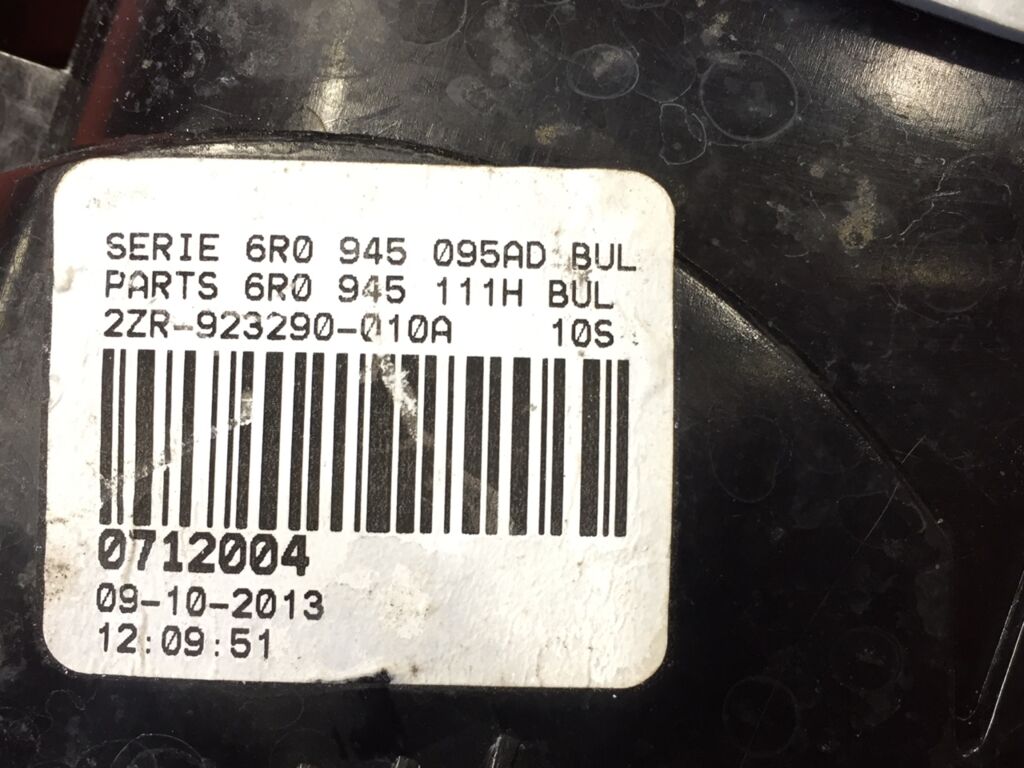 SERIE 6R0 945 095AD BUL
PARTS 6R0 945 111H BUL
2ZR-923290-010A 10S
0712004
09-10-2013
12:09:51